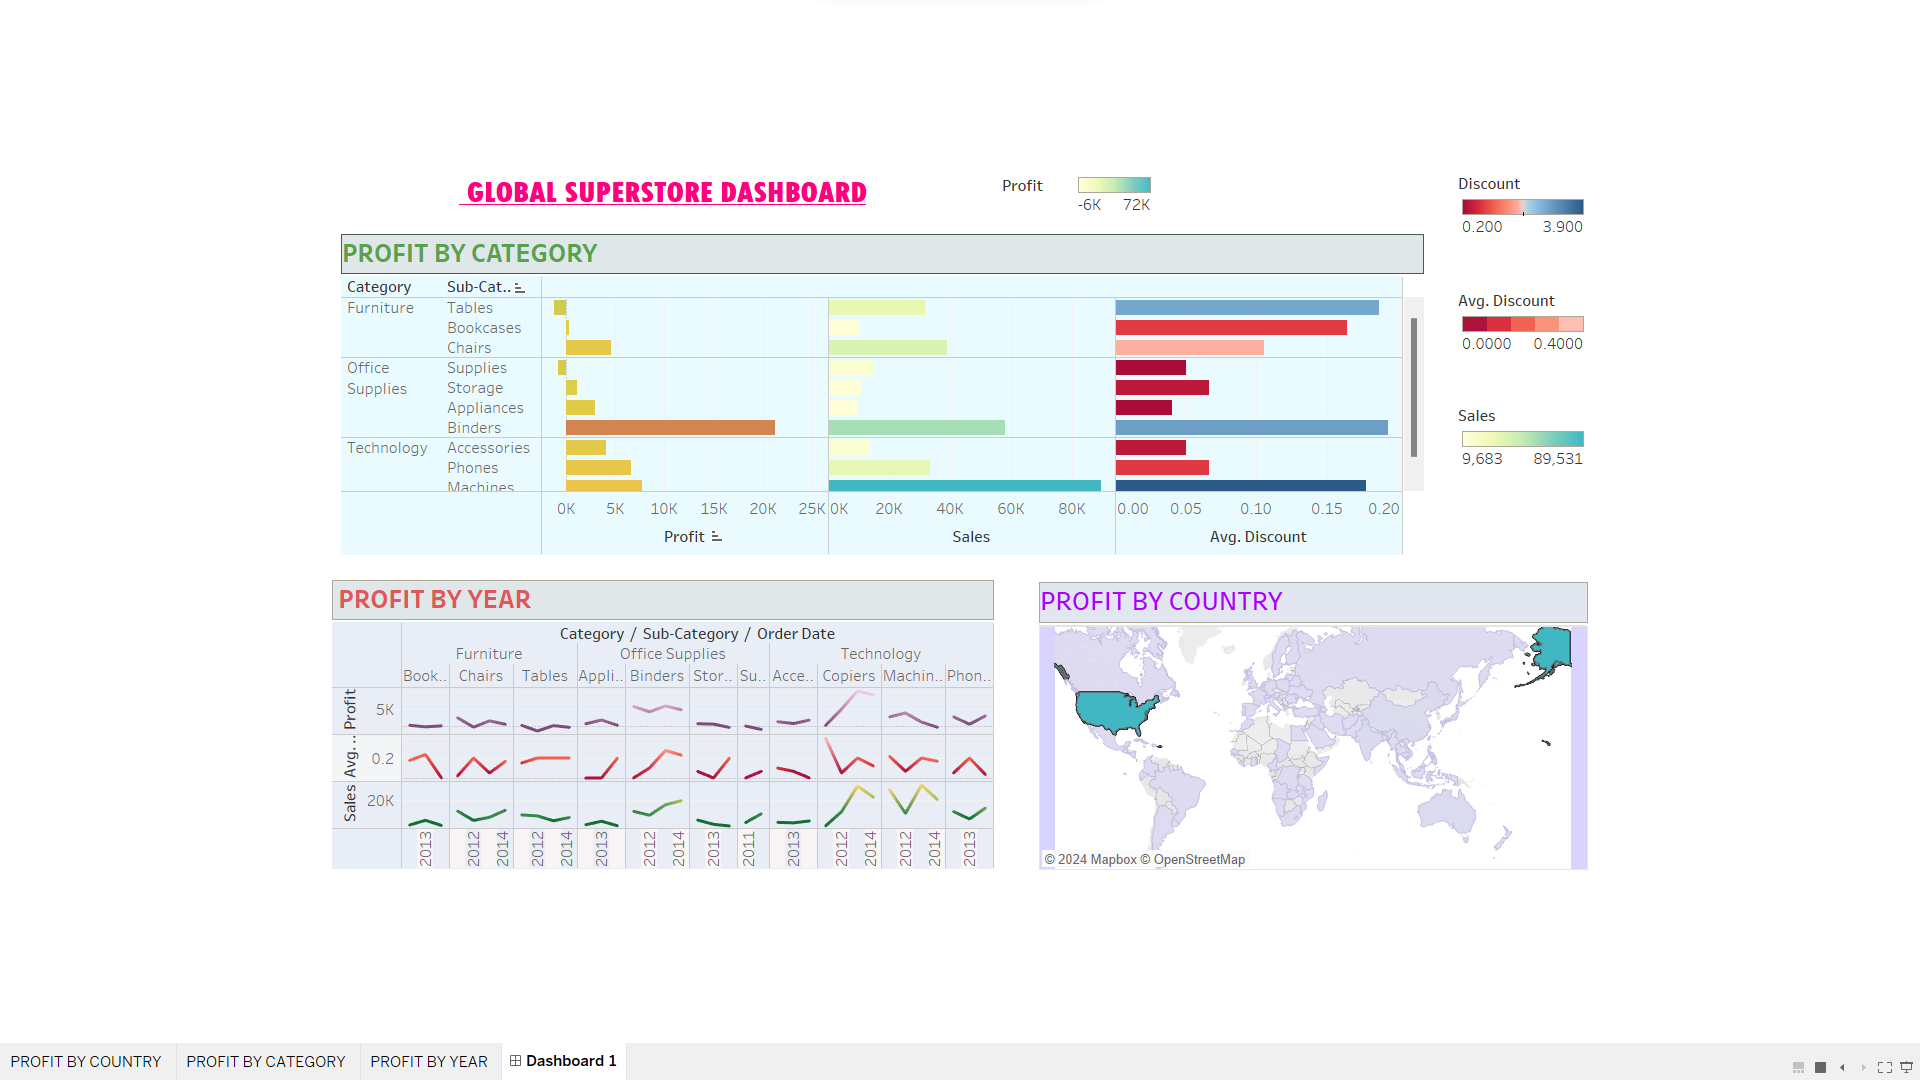 GLOBAL SUPERSTORE DASHBOARD
Profit
-6K 72K
Discount
0.200 3.900
PROFIT BY CATEGORY
Category Sub-Cat..
Furniture Tables
Bookcases
Chairs
Office Supplies Supplies
Storage
Appliances
Binders
Technology Accessories
Phones
Machines
0K 5K 10K 15K 20K 25K 0K 20K 40K 60K 80K 0.00 0.05 0.10 0.15 0.20
Profit Sales Avg. Discount
Avg. Discount
0.0000 0.4000
Sales
9,683 89,531
PROFIT BY YEAR
Category / Sub-Category / Order Date
Furniture Office Supplies Technology
Book.. Chairs Tables Appli.. Binders Stor.. Su.. Acce.. Copiers Machin.. Phon..
Profit 5K
Avg. .. 0.2
Sales 20K
2013 2012 2014 2012 2014 2013 2012 2014 2013 2011 2013 2012 2014 2012 2014 2013
PROFIT BY COUNTRY
© 2024 Mapbox © OpenStreetMap
PROFIT BY COUNTRY PROFIT BY CATEGORY PROFIT BY YEAR Dashboard 1